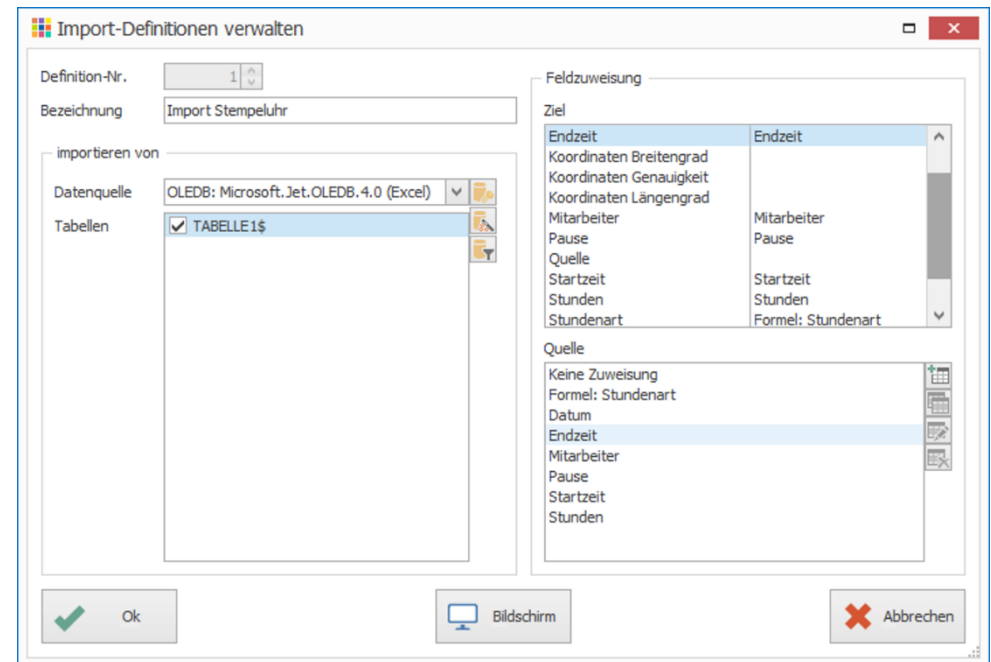 Import-Definitionen verwalten
Definition-Nr. 1
Bezeichnung Import Stempeluhr
importieren von
Datenquelle OLEDB: Microsoft.Jet.OLEDB.4.0 (Excel)
Tabellen TABELLE1$
Feldzuweisung
Ziel
Endzeit Endzeit
Koordinaten Breitengrad
Koordinaten Genauigkeit
Koordinaten Längengrad
Mitarbeiter Mitarbeiter
Pause Pause
Quelle
Startzeit Startzeit
Stunden Stunden
Stundenart Formel: Stundenart
Quelle
Keine Zuweisung
Formel: Stundenart
Datum
Endzeit
Mitarbeiter
Pause
Startzeit
Stunden
Ok Bildschirm Abbrechen